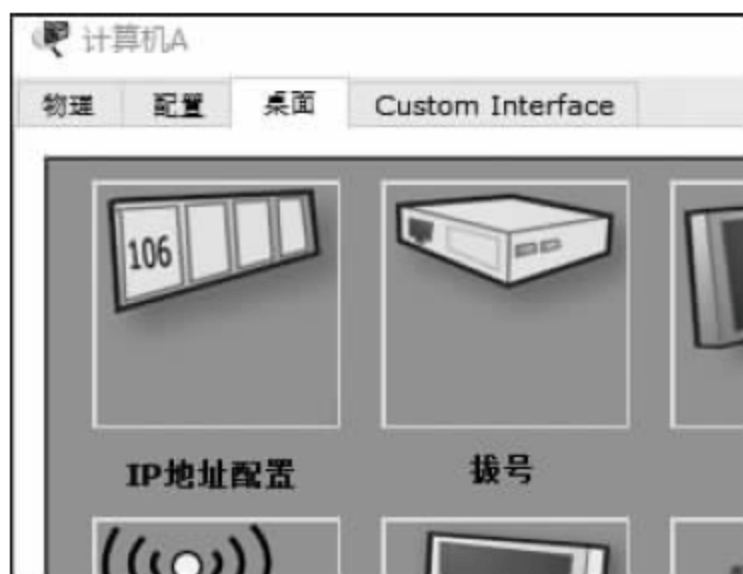 计算机A
物理 配置 桌面 Custom Interface
106
IP地址配置 拔号